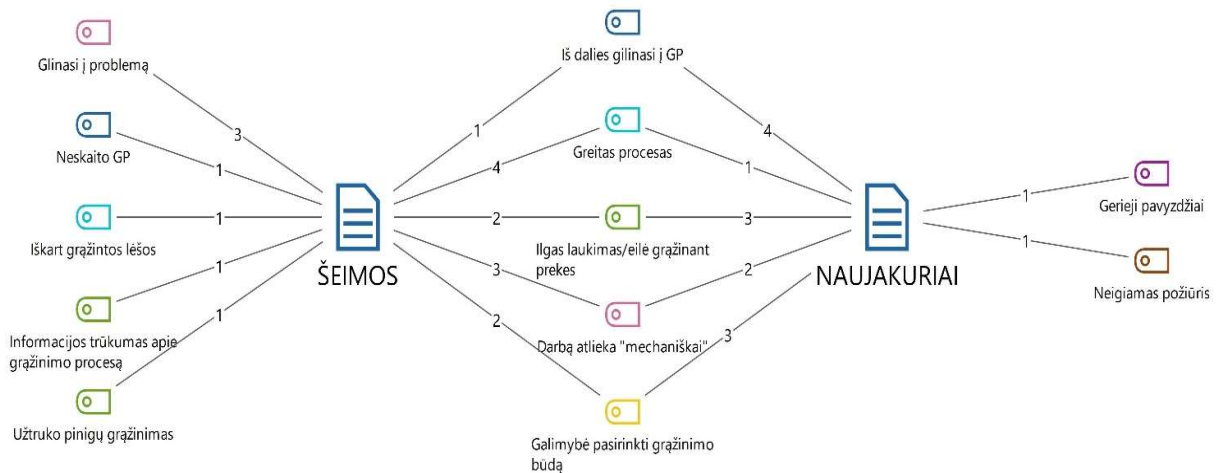 Glinasi į problemą
3
Neskaito GP
1
Iškart grąžintos lėšos
1
Informacijos trūkumas apie
grąžinimo procesą
1
Užtruko pinigų grąžinimas
1
ŠEIMOS
Iš dalies gilinasi į GP
1
4
Greitas procesas
4
1
Ilgas laukimas/eilė grąžinant
prekes
2
3
Darbą atlieka "mechaniškai"
3
2
Galimybė pasirinkti grąžinimo
būdą
2
3
NAUJAKURIAI
1
Gerieji pavyzdžiai
1
Neigiamas požiūris